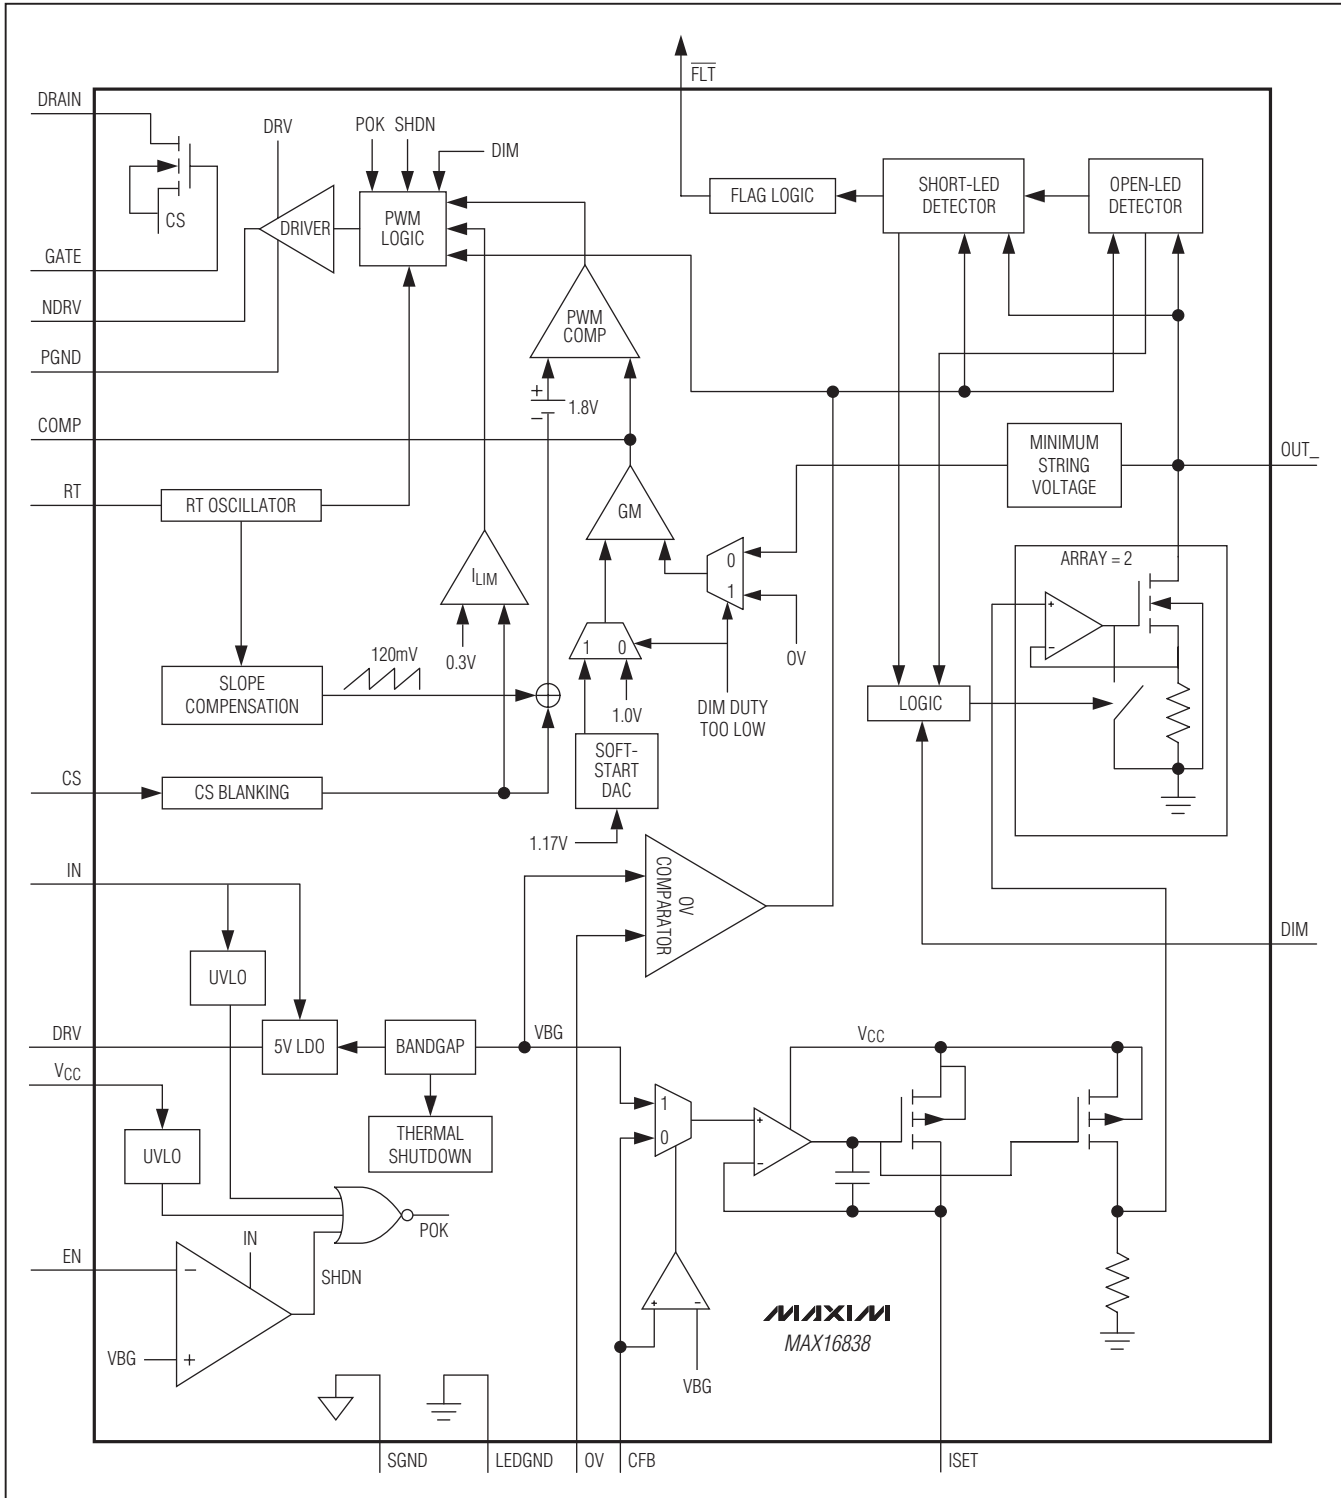 FLT
DRAIN
DRV
POK SHDN
DIM
CS
DRIVER
PWM
LOGIC
FLAG LOGIC
SHORT-LED
DETECTOR
OPEN-LED
DETECTOR
GATE
NDRV
PGND
PWM
COMP
+
−
1.8V
COMP
MINIMUM
STRING
VOLTAGE
OUT_
RT
RT OSCILLATOR
GM
ILIM
0
1
ARRAY = 2
+
−
0.3V
1 0
OV
120mV
SLOPE
COMPENSATION
1.0V
DIM DUTY
TOO LOW
LOGIC
SOFT-
START
DAC
CS
CS BLANKING
1.17V
IN
OV
COMPARATOR
DIM
UVLO
DRV
5V LDO
BANDGAP
VBG
VCC
VCC
1
0
+
−
THERMAL
SHUTDOWN
UVLO
POK
EN
IN
−
SHDN
+
VBG
+ −
VBG
MAXIM
MAX16838
SGND
LEDGND
OV
CFB
ISET